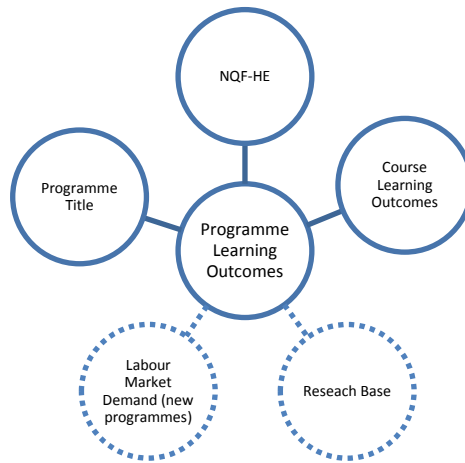 NQF-HE
Programme
Title
Course
Learning
Outcomes
Programme
Learning
Outcomes
Labour
Market
Demand (new
programmes)
Reseach Base